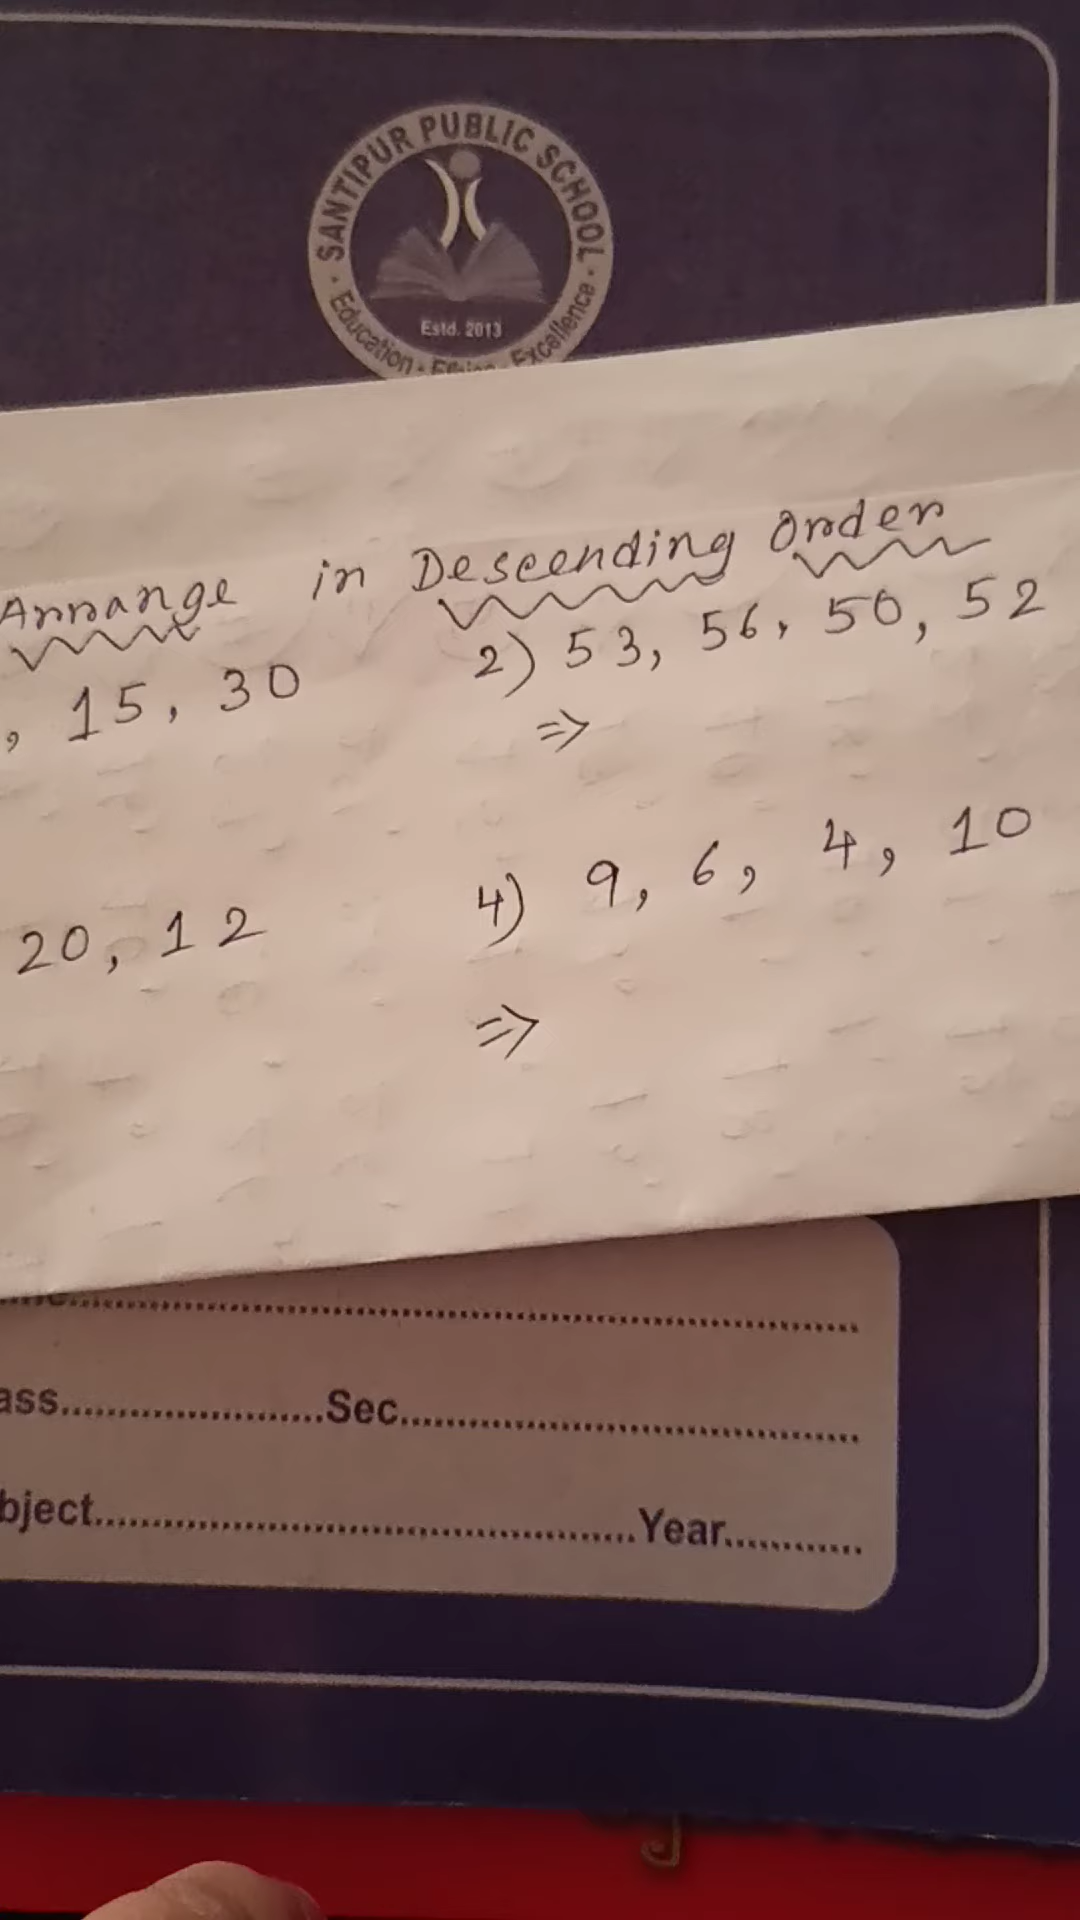 SANTIPUR PUBLIC SCHOOL
Estd. 2013
Education - Excellence
Arrange in Descending Order
, 15, 30
2) 53, 56, 50, 52
⇒
20, 12
4) 9, 6, 4, 10
⇒
ass......................Sec..........................................
bject................................................Year............